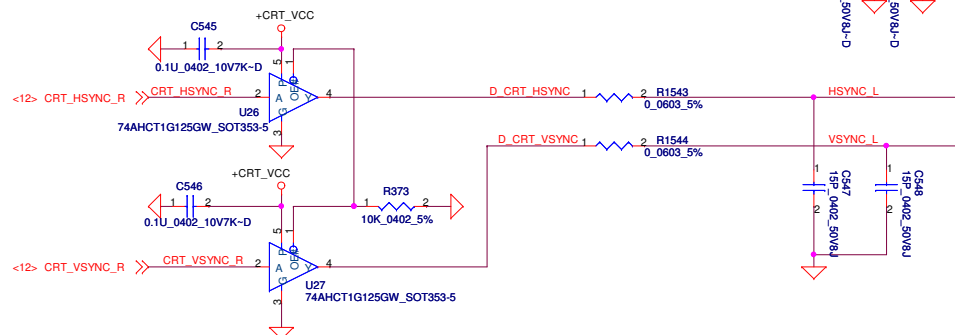 50V8J~D
50V8J~D
+CRT_VCC
C545
1 2
0.1U_0402_10V7K~D
5
1
P
OE#
<12> CRT_HSYNC_R
CRT_HSYNC_R
2
A
Y
4
G
3
U26
74AHCT1G125GW_SOT353-5
D_CRT_HSYNC
1 2
R1543
0_0603_5%
HSYNC_L
D_CRT_VSYNC
1 2
R1544
0_0603_5%
VSYNC_L
+CRT_VCC
C546
1 2
0.1U_0402_10V7K~D
R373
1 2
10K_0402_5%
1
2
C547
15P_0402_50V8J
1
2
C548
15P_0402_50V8J
5
1
P
OE#
<12> CRT_VSYNC_R
CRT_VSYNC_R
2
A
Y
4
G
3
U27
74AHCT1G125GW_SOT353-5